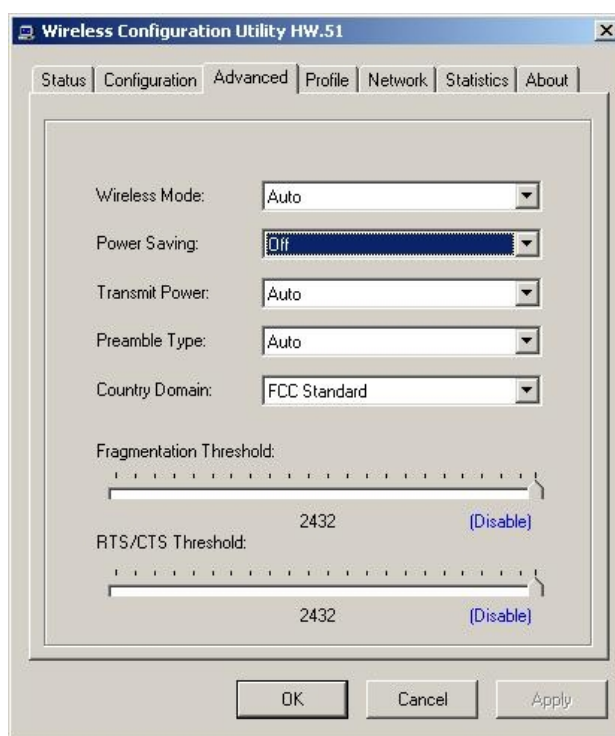 Wireless Configuration Utility HW.51
Status Configuration Advanced Profile Network Statistics About
Wireless Mode: Auto
Power Saving: Off
Transmit Power: Auto
Preamble Type: Auto
Country Domain: FCC Standard
Fragmentation Threshold:
2432 (Disable)
RTS/CTS Threshold:
2432 (Disable)
OK Cancel Apply